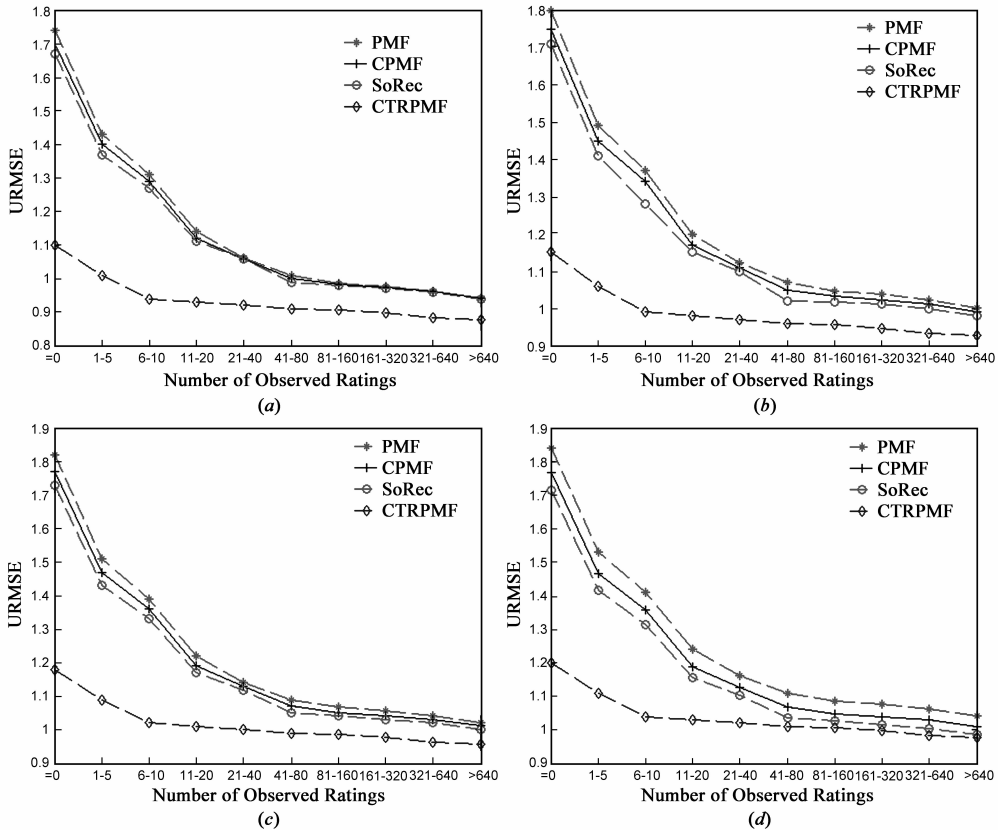 1.8
1.7
1.6
1.5
1.4
1.3
1.2
1.1
1
0.9
0.8
URMSE
PMF
CPMF
SoRec
CTRPMF
=0 1-5 6-10 11-20 21-40 41-80 81-160 161-320 321-640 >640
Number of Observed Ratings
(a)
1.8
1.7
1.6
1.5
1.4
1.3
1.2
1.1
1
0.9
URMSE
PMF
CPMF
SoRec
CTRPMF
=0 1-5 6-10 11-20 21-40 41-80 81-160 161-320 321-640 >640
Number of Observed Ratings
(b)
1.9
1.8
1.7
1.6
1.5
1.4
1.3
1.2
1.1
1
0.9
URMSE
PMF
CPMF
SoRec
CTRPMF
=0 1-5 6-10 11-20 21-40 41-80 81-160 161-320 321-640 >640
Number of Observed Ratings
(c)
1.9
1.8
1.7
1.6
1.5
1.4
1.3
1.2
1.1
1
0.9
URMSE
PMF
CPMF
SoRec
CTRPMF
=0 1-5 6-10 11-20 21-40 41-80 81-160 161-320 321-640 >640
Number of Observed Ratings
(d)